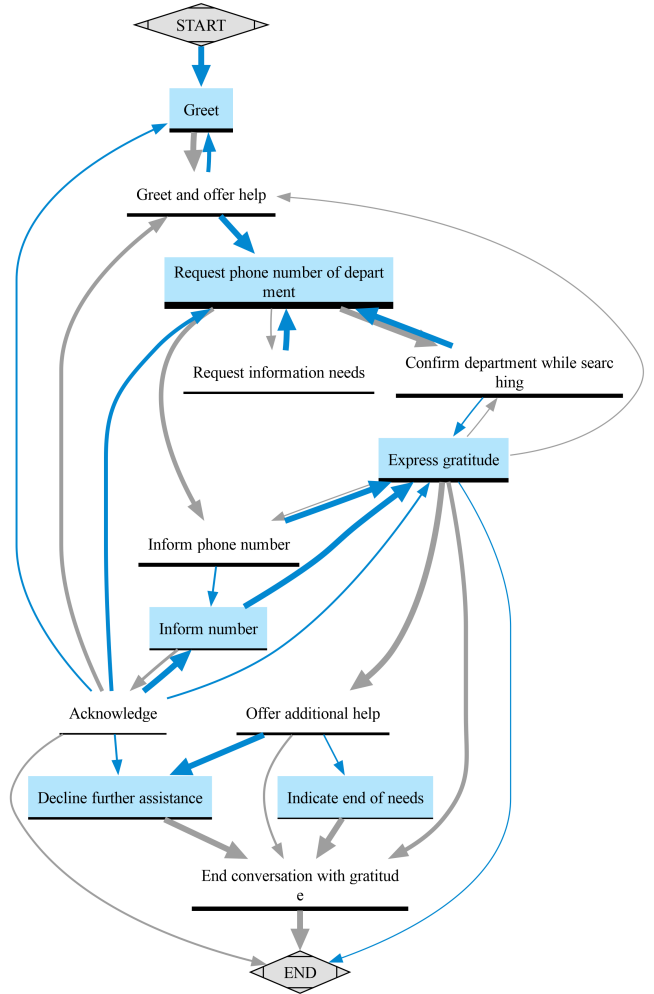 START
Greet
Greet and offer help
Request phone number of depart
ment
Request information needs
Confirm department while searc
hing
Express gratitude
Inform phone number
Inform number
Acknowledge
Offer additional help
Decline further assistance
Indicate end of needs
End conversation with gratitud
e
END